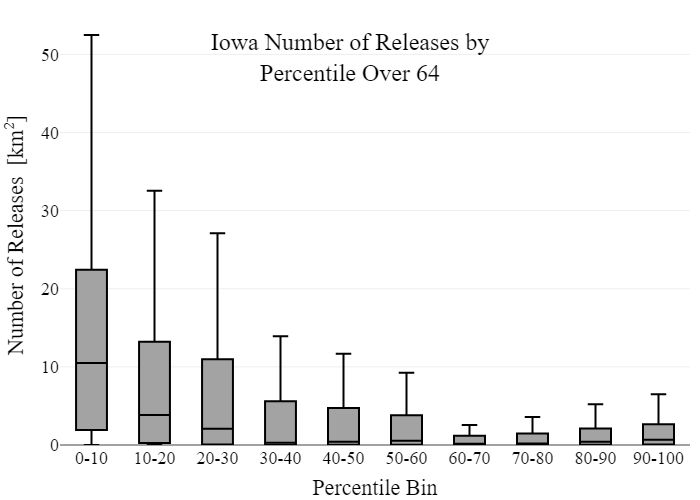 Iowa Number of Releases by
Percentile Over 64
Number of Releases [km²]
50
40
30
20
10
0
0-10 10-20 20-30 30-40 40-50 50-60 60-70 70-80 80-90 90-100
Percentile Bin